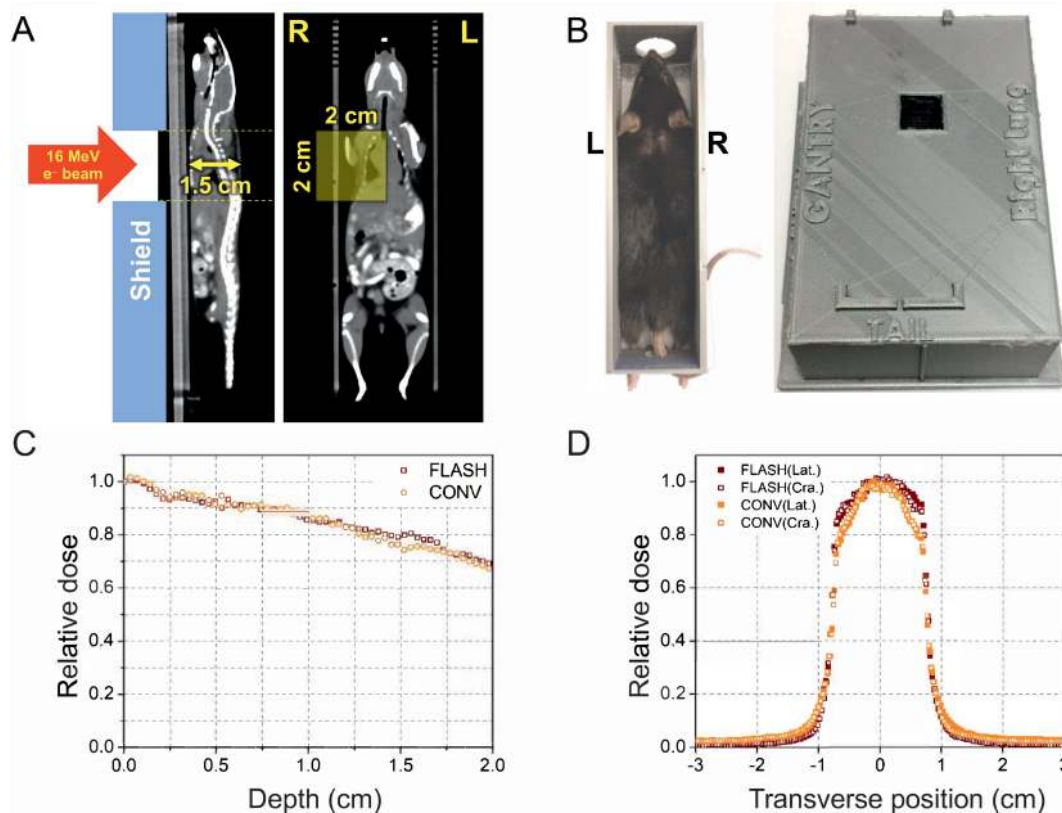 A
R
L
2 cm
2 cm
16 MeV
e⁻ beam
1.5 cm
Shield
B
L
R
GANTRY
Right Lung
TAIL
C
FLASH
CONV
1.0
0.8
0.6
0.4
0.2
0.0
Relative dose
0.0
0.5
1.0
1.5
2.0
Depth (cm)
D
FLASH(Lat.)
FLASH(Cra.)
CONV(Lat.)
CONV(Cra.)
1.0
0.8
0.6
0.4
0.2
0.0
Relative dose
-3
-2
-1
0
1
2
3
Transverse position (cm)